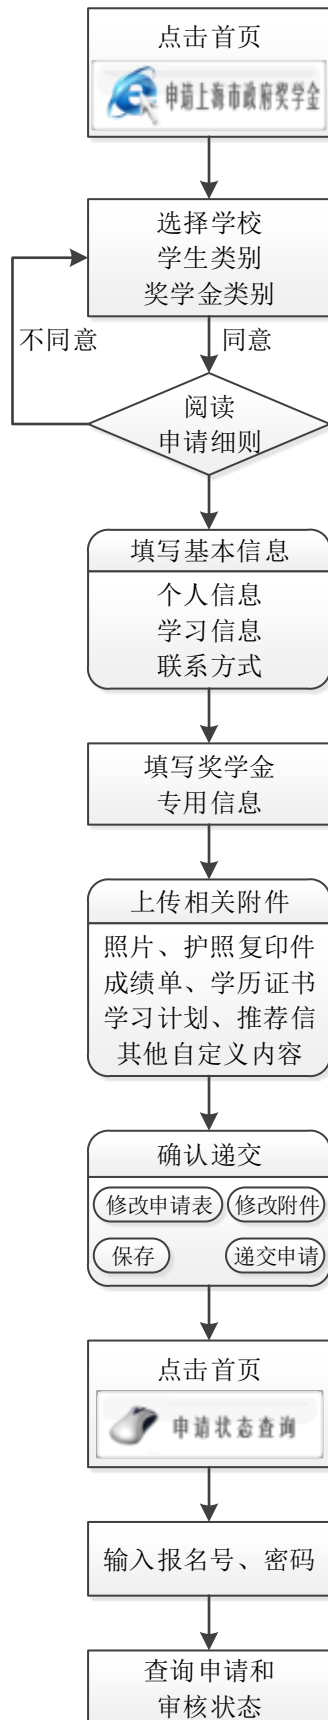 点击首页
申请上海市政府奖学金
选择学校
学生类别
奖学金类别
不同意
同意
阅读
申请细则
填写基本信息
个人信息
学习信息
联系方式
填写奖学金
专用信息
上传相关附件
照片、护照复印件
成绩单、学历证书
学习计划、推荐信
其他自定义内容
确认递交
修改申请表
修改附件
保存
递交申请
点击首页
申请状态查询
输入报名号、密码
查询申请和
审核状态